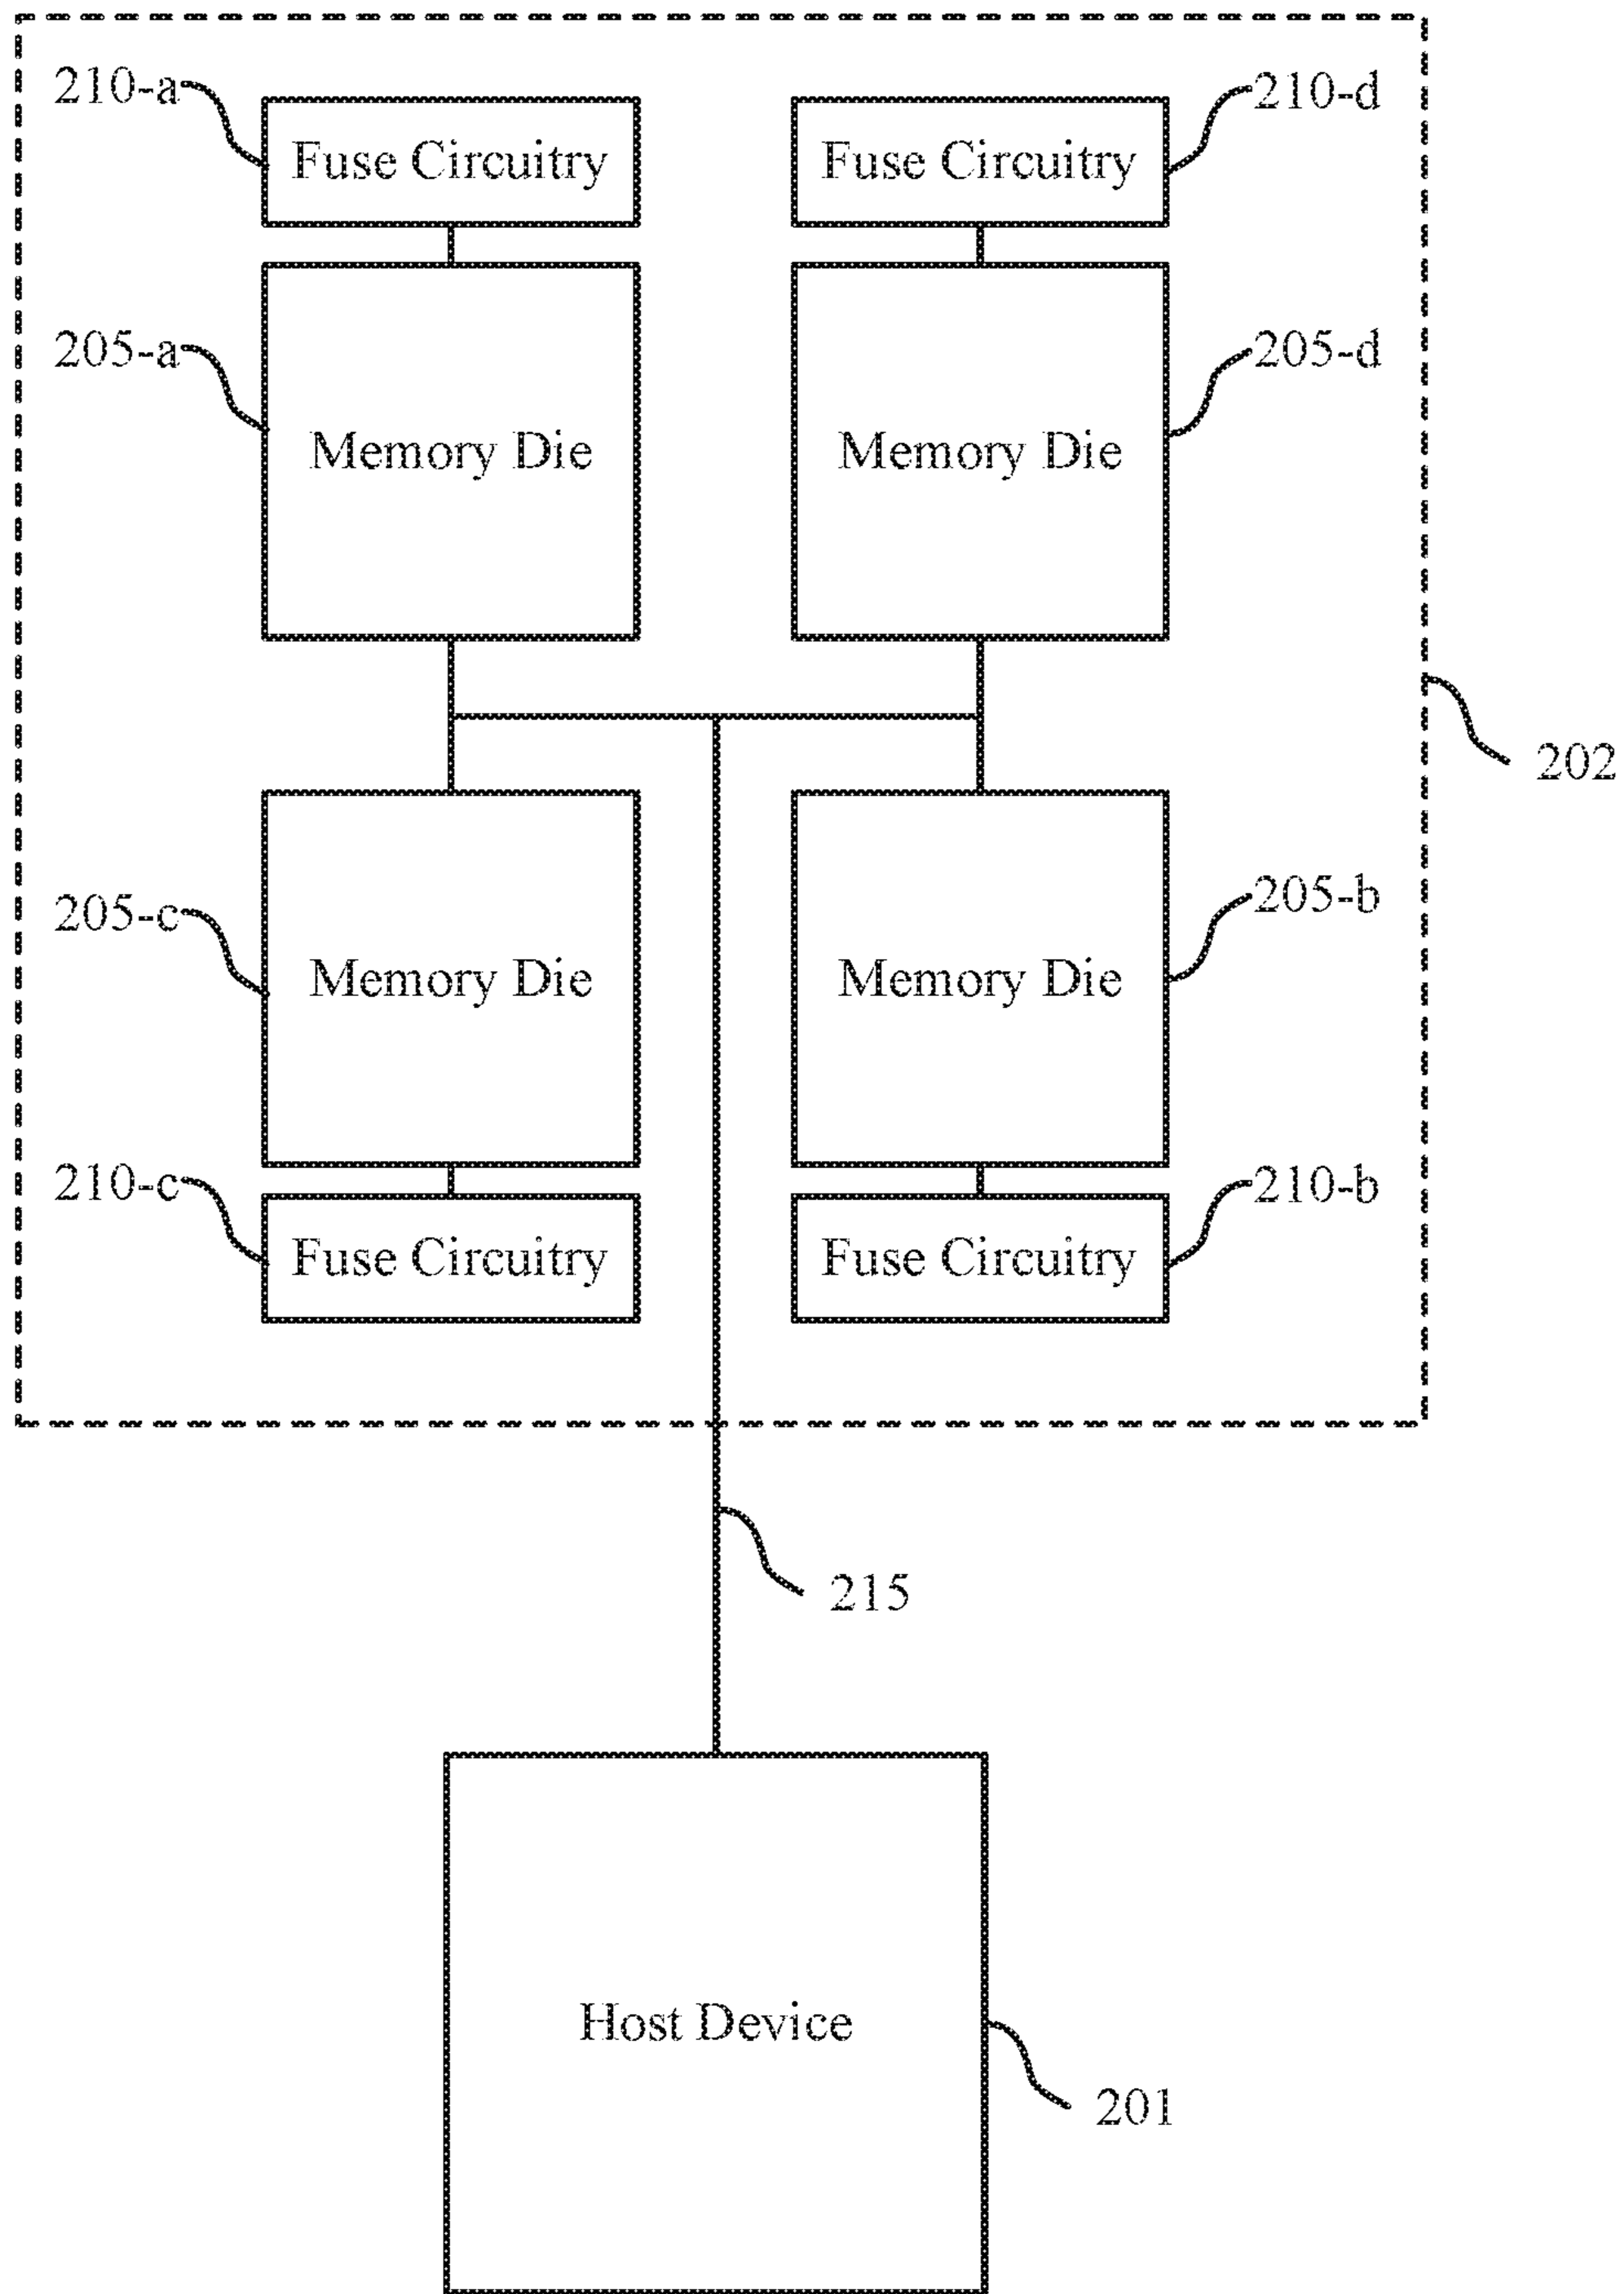 210-a
Fuse Circuitry
Fuse Circuitry
210-d
205-a
Memory Die
Memory Die
205-d
202
205-c
Memory Die
Memory Die
205-b
210-c
Fuse Circuitry
Fuse Circuitry
210-b
215
Host Device
201